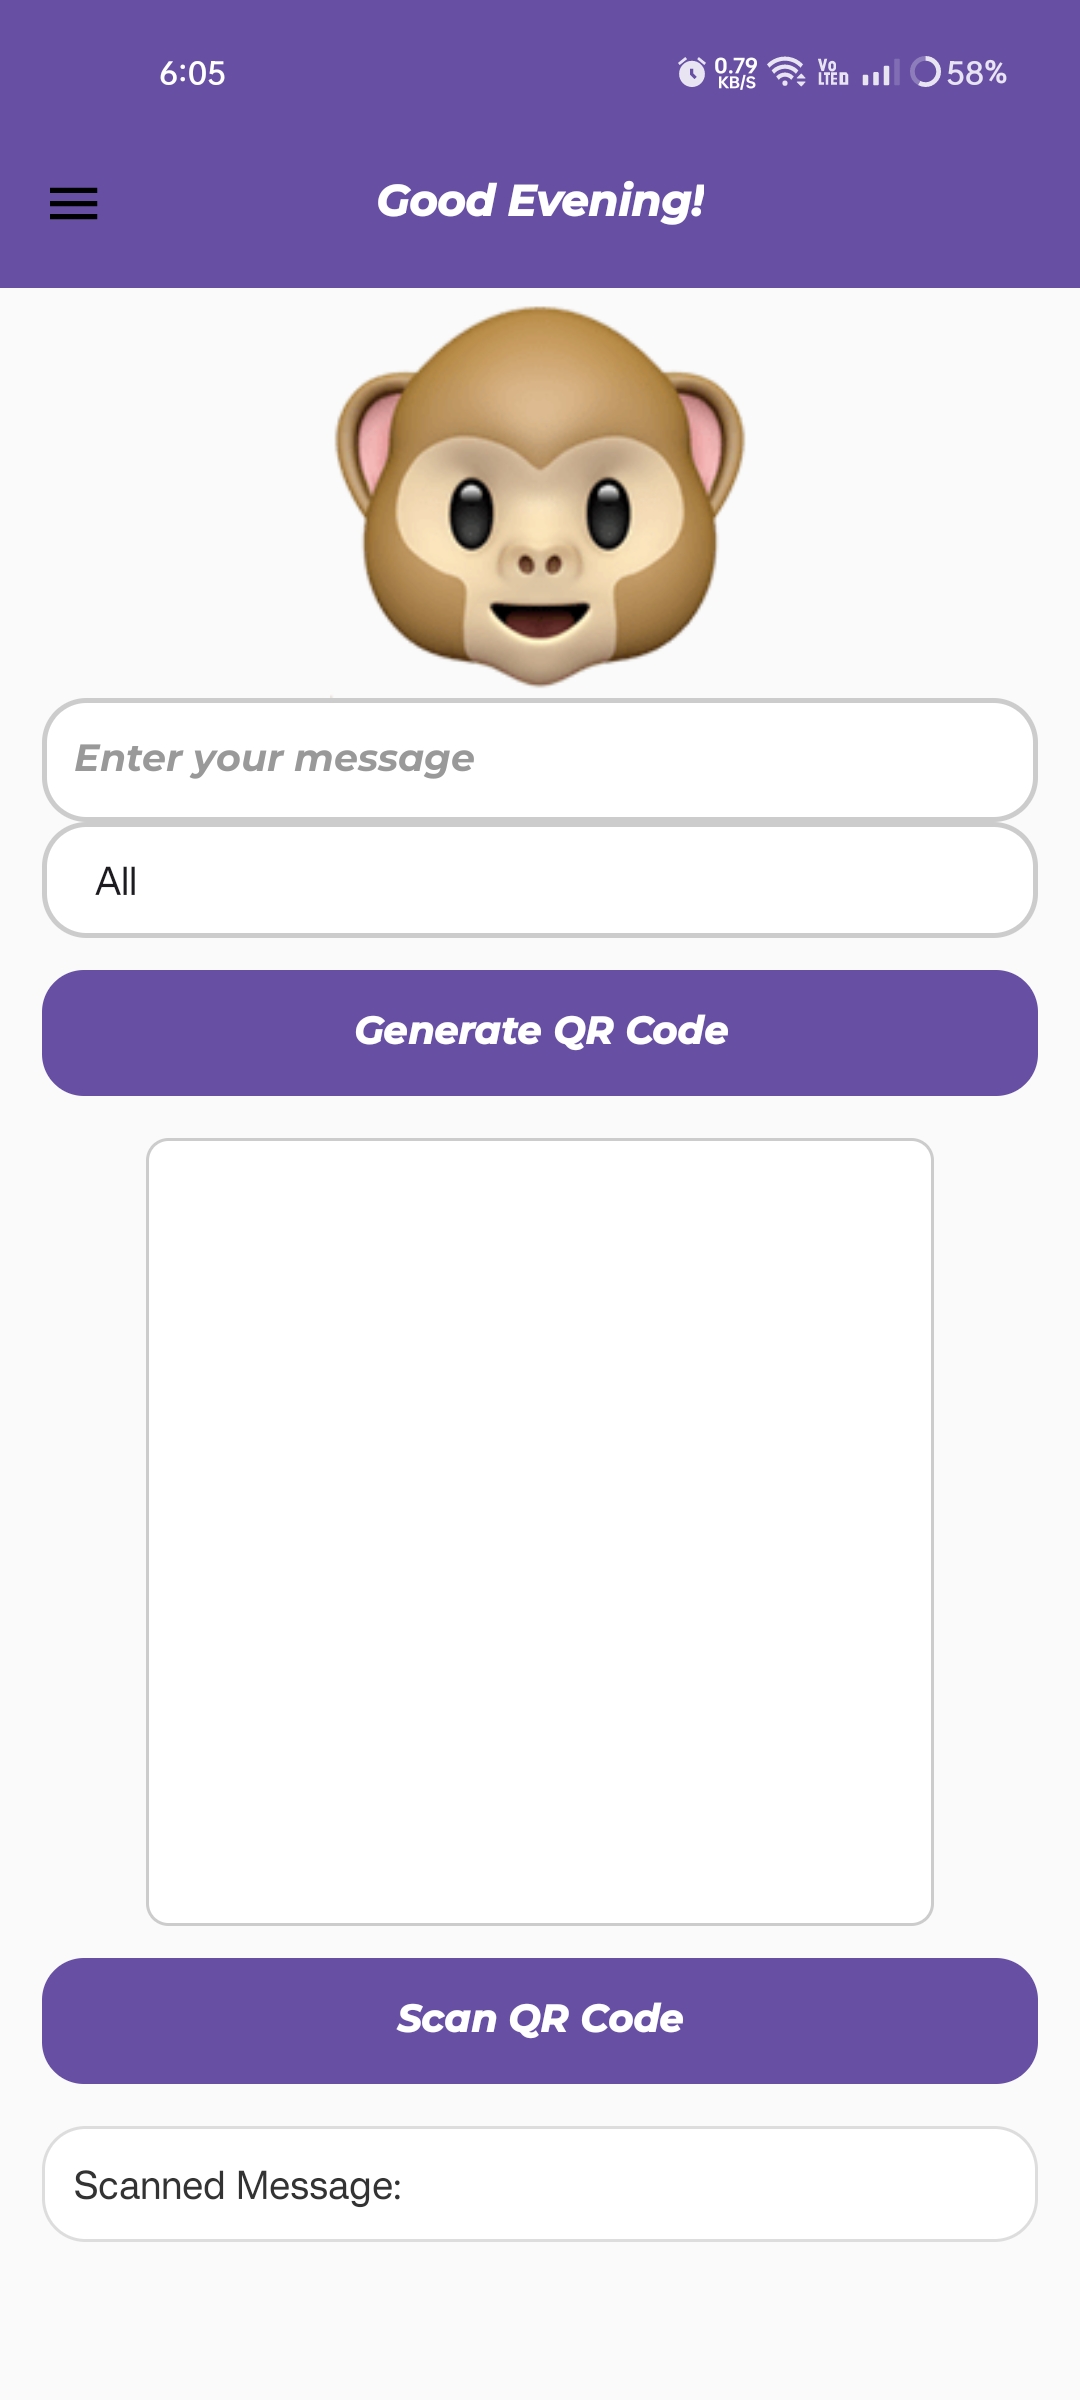 6:05
0.79 KB/S
Vo LTE
58%
Good Evening!
Enter your message
All
Generate QR Code
Scan QR Code
Scanned Message: